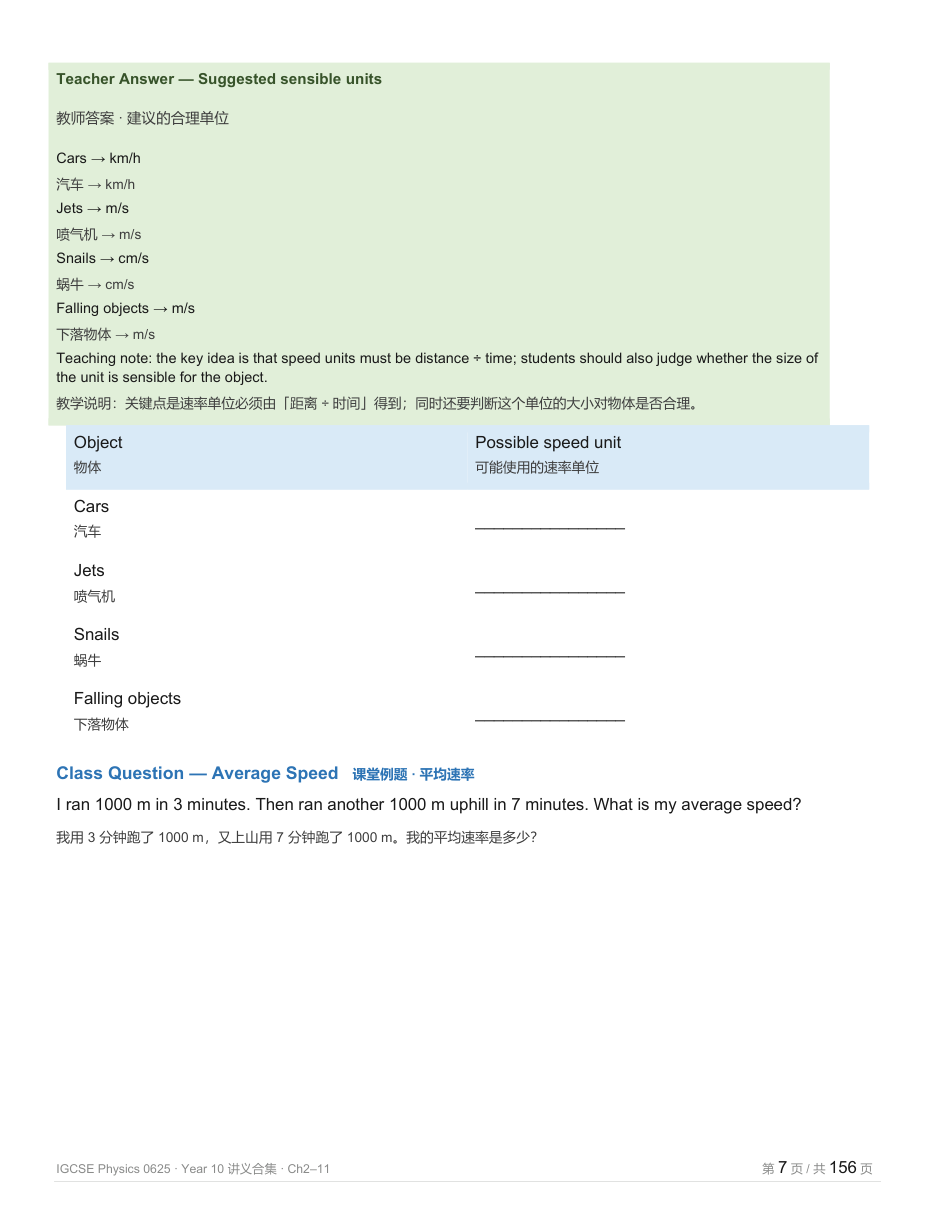 Teacher Answer — Suggested sensible units
教师答案 · 建议的合理单位
Cars → km/h
汽车 → km/h
Jets → m/s
喷气机 → m/s
Snails → cm/s
蜗牛 → cm/s
Falling objects → m/s
下落物体 → m/s
Teaching note: the key idea is that speed units must be distance ÷ time; students should also judge whether the size of
the unit is sensible for the object.
教学说明：关键点是速率单位必须由「距离 ÷ 时间」得到；同时还要判断这个单位的大小对物体是否合理。
Object Possible speed unit
物体 可能使用的速率单位
Cars
汽车 ________________
Jets
喷气机 ________________
Snails
蜗牛 ________________
Falling objects
下落物体 ________________
Class Question — Average Speed 课堂例题 · 平均速率
I ran 1000 m in 3 minutes. Then ran another 1000 m uphill in 7 minutes. What is my average speed?
我用 3 分钟跑了 1000 m，又上山用 7 分钟跑了 1000 m。我的平均速率是多少？
IGCSE Physics 0625 · Year 10 讲义合集 · Ch2–11 第 7 页 / 共 156 页